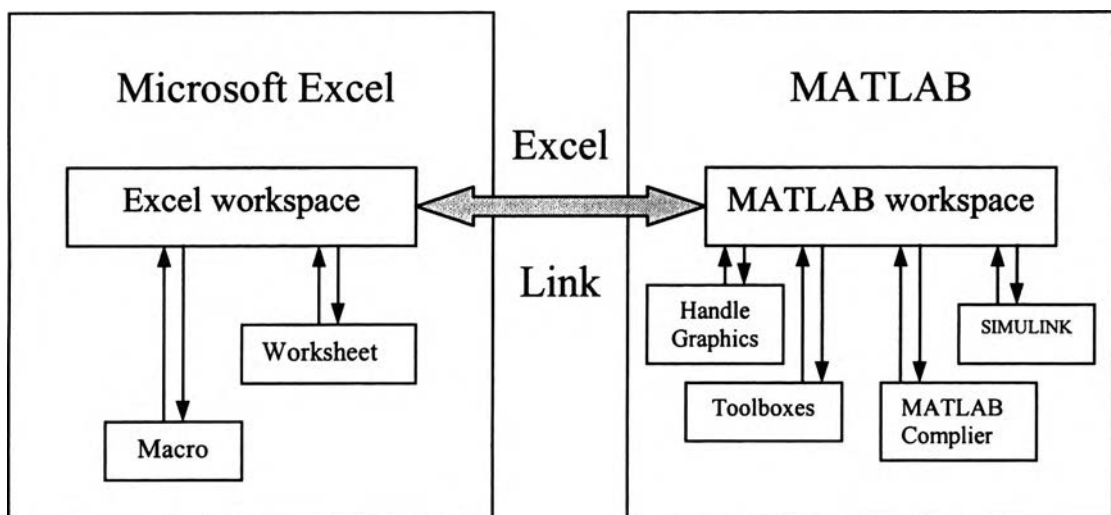 Microsoft Excel
Excel workspace
Worksheet
Macro
Excel
Link
MATLAB
MATLAB workspace
Handle
Graphics
SIMULINK
Toolboxes
MATLAB
Complier